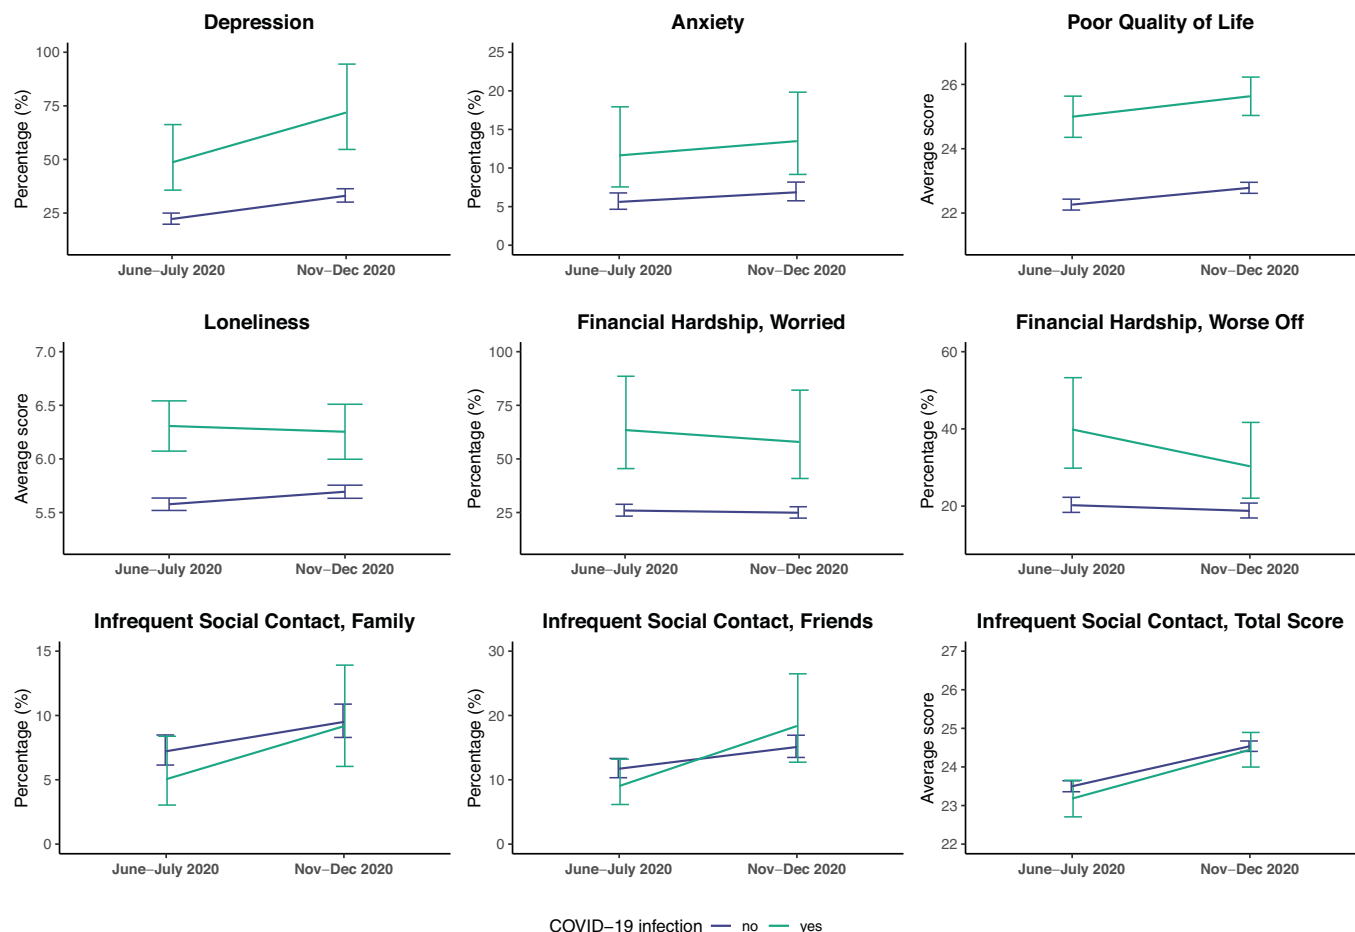 Depression
Anxiety
Poor Quality of Life
Percentage (%)
100
75
50
25
June–July 2020
Nov–Dec 2020
Percentage (%)
25
20
15
10
5
0
June–July 2020
Nov–Dec 2020
Average score
26
24
22
June–July 2020
Nov–Dec 2020
Loneliness
Financial Hardship, Worried
Financial Hardship, Worse Off
Average score
7.0
6.5
6.0
5.5
June–July 2020
Nov–Dec 2020
Percentage (%)
100
75
50
25
June–July 2020
Nov–Dec 2020
Percentage (%)
60
40
20
June–July 2020
Nov–Dec 2020
Infrequent Social Contact, Family
Infrequent Social Contact, Friends
Infrequent Social Contact, Total Score
Percentage (%)
15
10
5
0
June–July 2020
Nov–Dec 2020
Percentage (%)
30
20
10
0
June–July 2020
Nov–Dec 2020
Average score
27
26
25
24
23
22
June–July 2020
Nov–Dec 2020
COVID−19 infection no yes